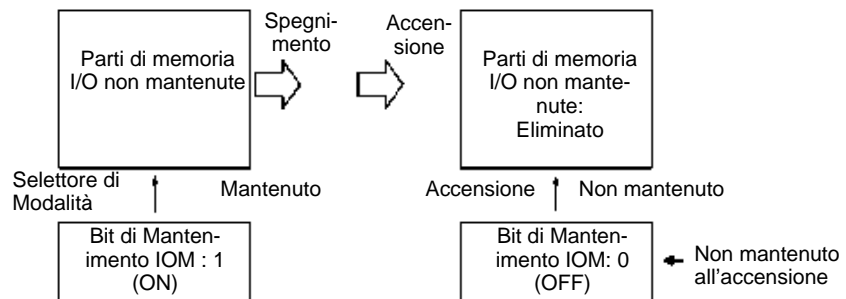 Spegni-
mento
Accen-
sione
Parti di memoria
I/O non mantenute
Parti di memoria
I/O non mante-
nute:
Eliminato
Selettore di
Modalità
Mantenuto
Accensione
Non mantenuto
Bit di Manten-
imento IOM : 1
(ON)
Bit di Manten-
imento IOM: 0
(OFF)
Non mantenuto
all'accensione